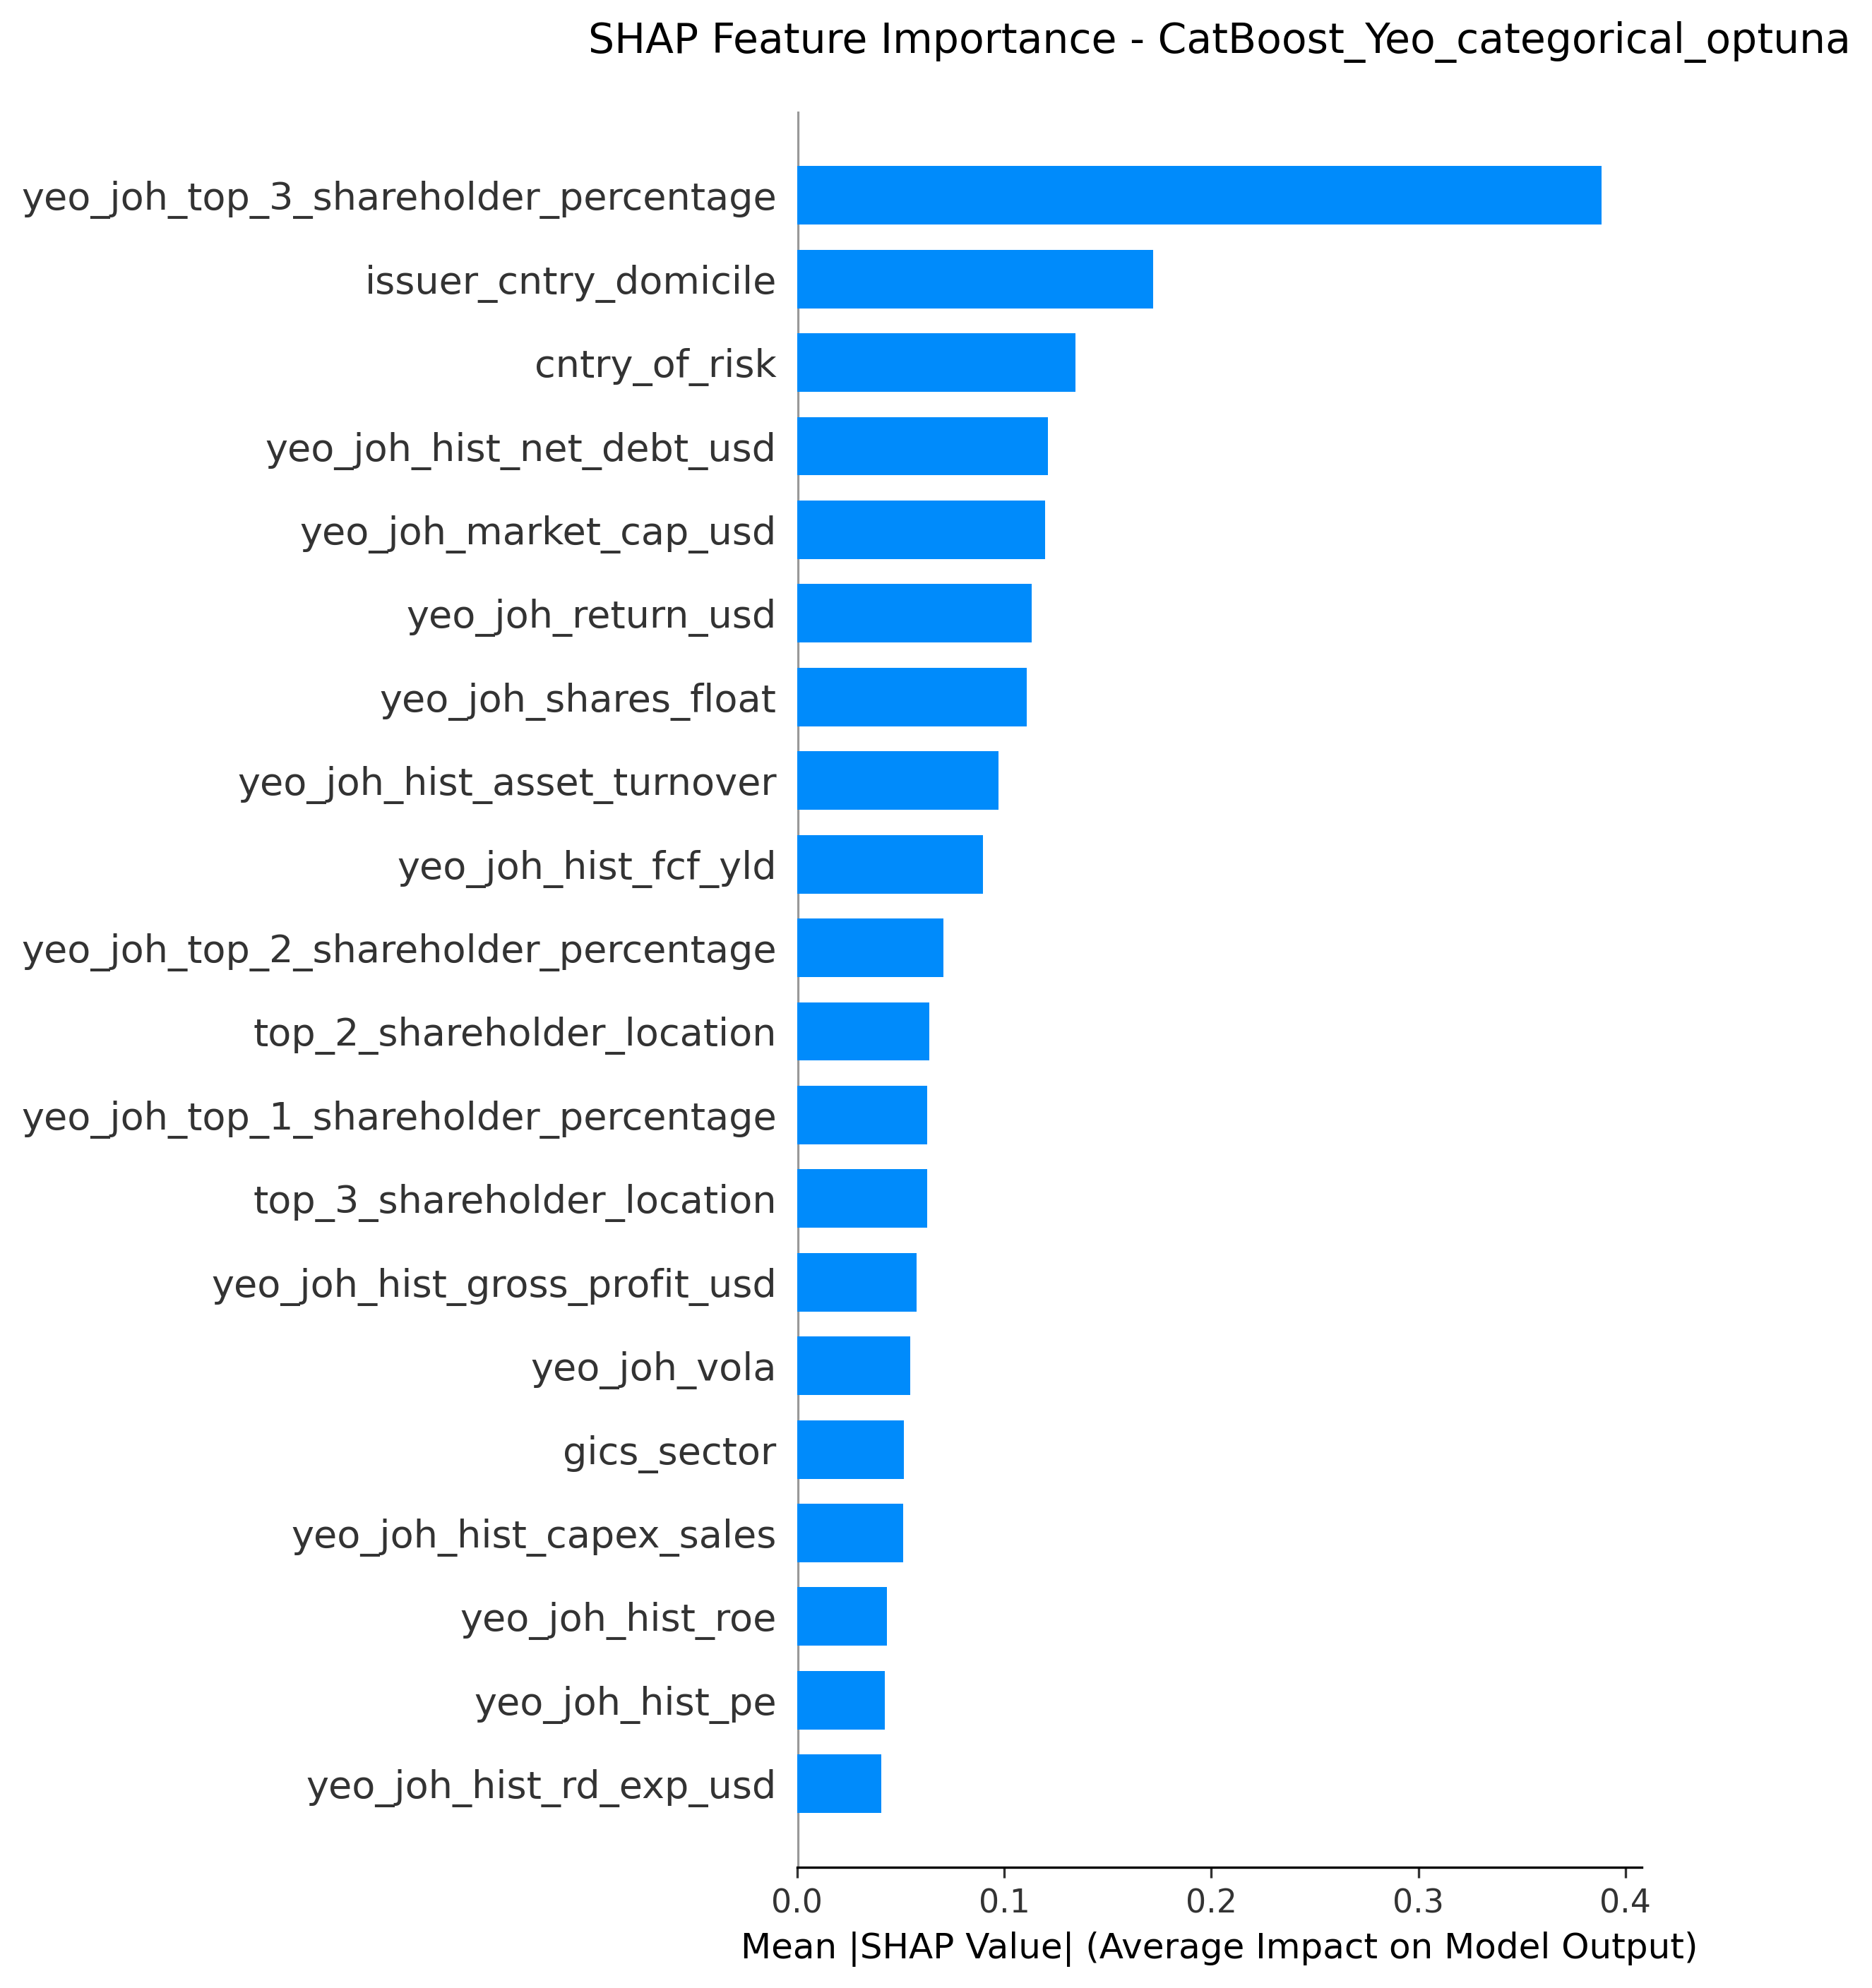 SHAP Feature Importance - CatBoost_Yeo_categorical_optuna
yeo_joh_top_3_shareholder_percentage
issuer_cntry_domicile
cntry_of_risk
yeo_joh_hist_net_debt_usd
yeo_joh_market_cap_usd
yeo_joh_return_usd
yeo_joh_shares_float
yeo_joh_hist_asset_turnover
yeo_joh_hist_fcf_yld
yeo_joh_top_2_shareholder_percentage
top_2_shareholder_location
yeo_joh_top_1_shareholder_percentage
top_3_shareholder_location
yeo_joh_hist_gross_profit_usd
yeo_joh_vola
gics_sector
yeo_joh_hist_capex_sales
yeo_joh_hist_roe
yeo_joh_hist_pe
yeo_joh_hist_rd_exp_usd
0.0 0.1 0.2 0.3 0.4
Mean |SHAP Value| (Average Impact on Model Output)